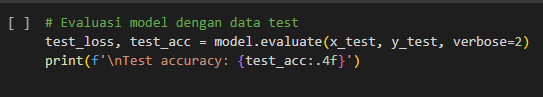 [ ] # Evaluasi model dengan data test
test_loss, test_acc = model.evaluate(x_test, y_test, verbose=2)
print(f'\nTest accuracy: {test_acc:.4f}')